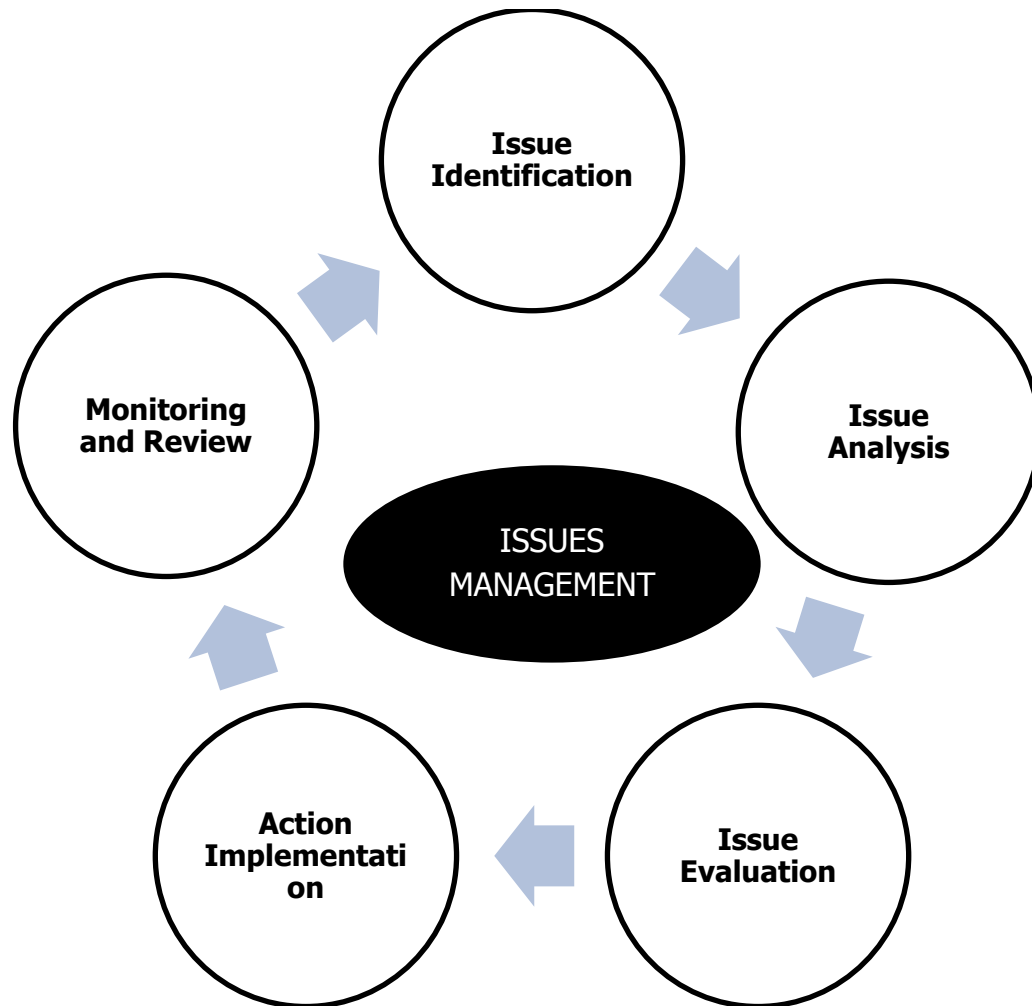 Issue
Identification
Issue
Analysis
Issue
Evaluation
Action
Implementati
on
Monitoring
and Review
ISSUES
MANAGEMENT